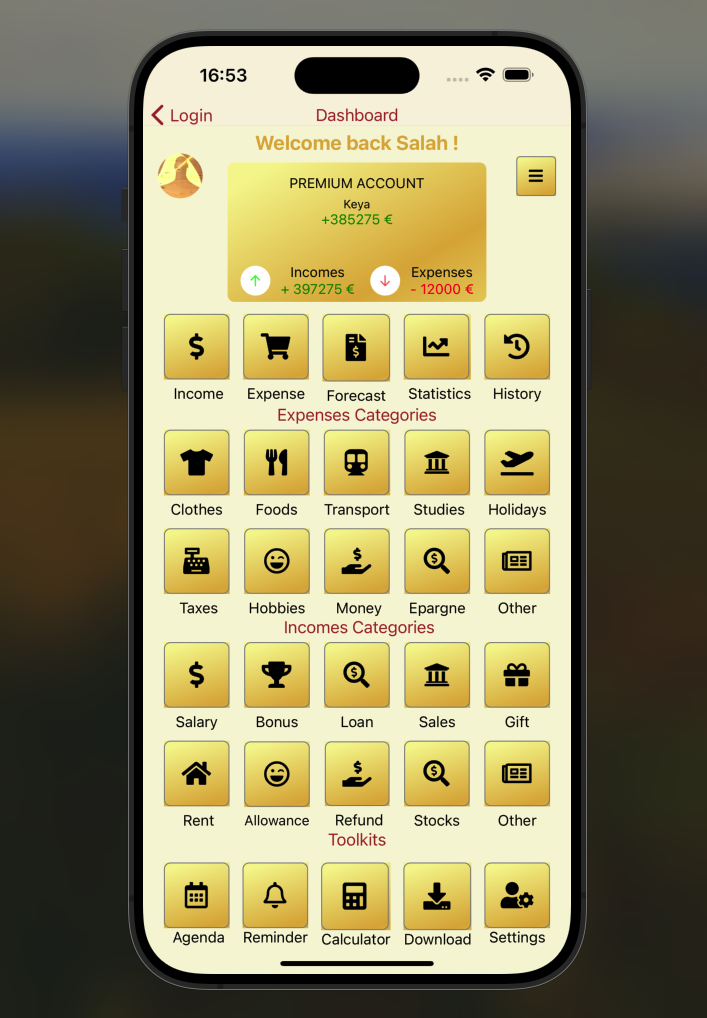 16:53
Login
Dashboard
Welcome back Salah !
PREMIUM ACCOUNT
Keya
+385275 €
Incomes Expenses
+ 397275 € - 12000 €
Income Expense Forecast Statistics History
Expenses Categories
Clothes Foods Transport Studies Holidays
Taxes Hobbies Money Epargne Other
Incomes Categories
Salary Bonus Loan Sales Gift
Rent Allowance Refund Stocks Other
Toolkits
Agenda Reminder Calculator Download Settings